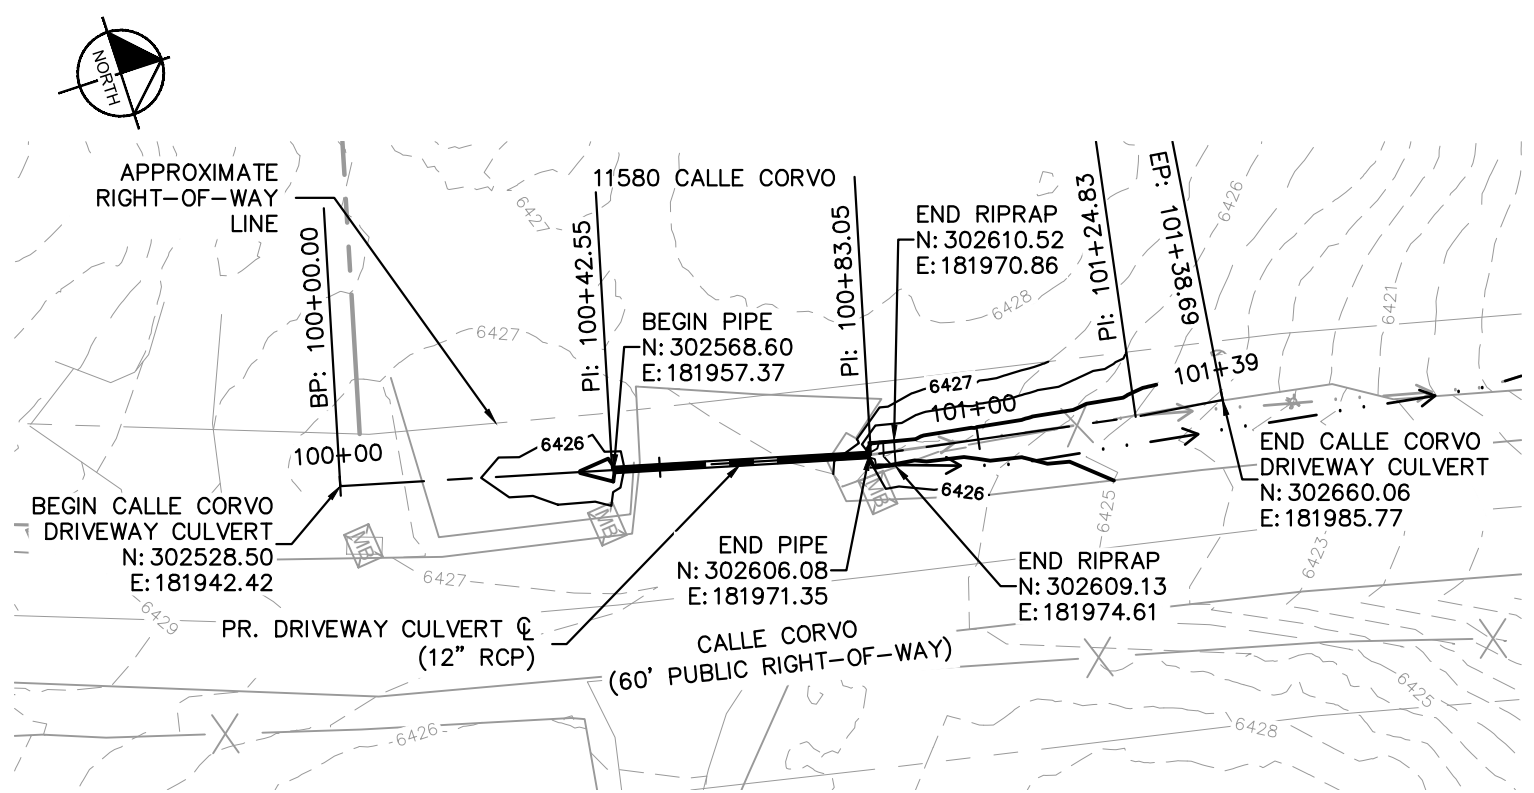 NORTH
APPROXIMATE
RIGHT-OF-WAY
LINE
11580 CALLE CORVO
BP: 100+00.00
PI: 100+42.55
PI: 100+83.05
PI: 101+24.83
EP: 101+38.69
END RIPRAP
N: 302610.52
E: 181970.86
6427
6426
6428
6421
6427
BEGIN PIPE
N: 302568.60
E: 181957.37
6427
101+00
101+39
6426
100+00
END CALLE CORVO
DRIVEWAY CULVERT
N: 302660.06
E: 181985.77
BEGIN CALLE CORVO
DRIVEWAY CULVERT
N: 302528.50
E: 181942.42
MB
MB
MB
6426
6425
6423
END PIPE
N: 302606.08
E: 181971.35
END RIPRAP
N: 302609.13
E: 181974.61
6427
6429
PR. DRIVEWAY CULVERT ℄
(12" RCP)
CALLE CORVO
(60' PUBLIC RIGHT-OF-WAY)
6425
6426
6428